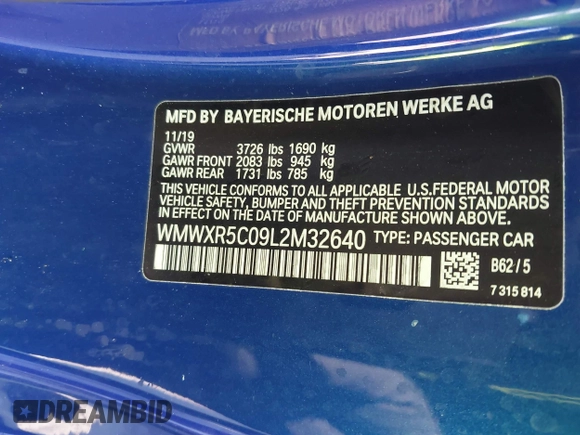 MFD BY BAYERISCHE MOTOREN WERKE AG
11/19
GVWR 3726 lbs 1690 kg
GAWR FRONT 2083 lbs 945 kg
GAWR REAR 1731 lbs 785 kg
THIS VEHICLE CONFORMS TO ALL APPLICABLE U.S.FEDERAL MOTOR
VEHICLE SAFETY, BUMPER AND THEFT PREVENTION STANDARDS
IN EFFECT ON THE DATE OF MANUFACTURE SHOWN ABOVE.
WMWXR5C09L2M32640 TYPE: PASSENGER CAR
B62/5
7 315 814
DREAMBID